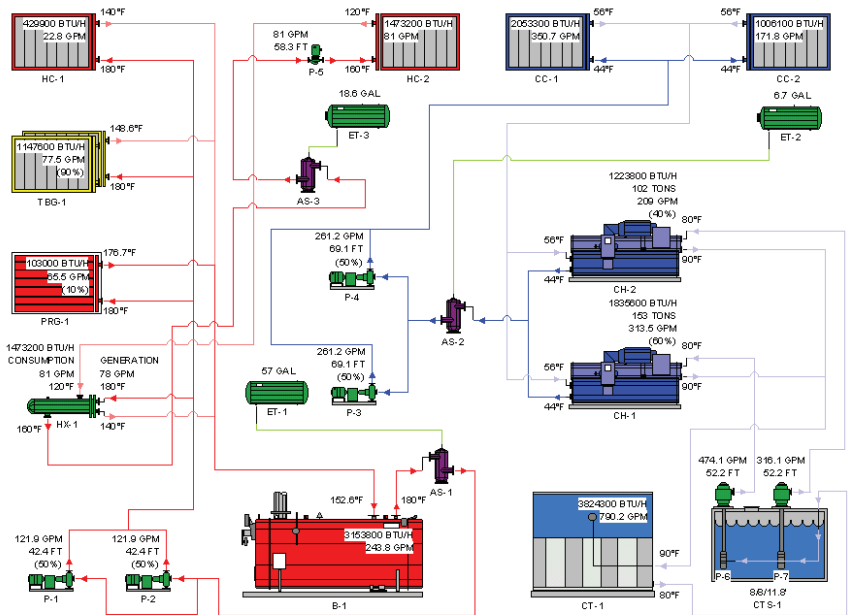 140°F
429900 BTU/H
22.8 GPM
180°F
HC-1
81 GPM
58.3 FT
P-5
120°F
1473200 BTU/H
81 GPM
160°F
HC-2
2053300 BTU/H
350.7 GPM
56°F
44°F
CC-1
56°F
1006100 BTU/H
171.8 GPM
44°F
CC-2
18.6 GAL
ET-3
6.7 GAL
ET-2
148.6°F
1147600 BTU/H
77.5 GPM
(90%)
180°F
TBG-1
AS-3
1223800 BTU/H
102 TONS
209 GPM
(40%)
80°F
56°F
90°F
44°F
CH-2
261.2 GPM
69.1 FT
(50%)
P-4
AS-2
176.7°F
103000 BTU/H
65.5 GPM
(10%)
180°F
PRG-1
1835600 BTU/H
153 TONS
313.5 GPM
(60%)
80°F
56°F
90°F
44°F
CH-1
261.2 GPM
69.1 FT
(50%)
P-3
1473200 BTU/H
CONSUMPTION
81 GPM
120°F
GENERATION
78 GPM
180°F
HX-1
160°F
140°F
57 GAL
ET-1
AS-1
474.1 GPM
52.2 FT
316.1 GPM
52.2 FT
152.6°F
180°F
3153800 BTU/H
243.8 GPM
B-1
3824300 BTU/H
790.2 GPM
90°F
80°F
CT-1
P-6
P-7
8.8'/11.8'
CTS-1
121.9 GPM
42.4 FT
(50%)
P-1
121.9 GPM
42.4 FT
(50%)
P-2